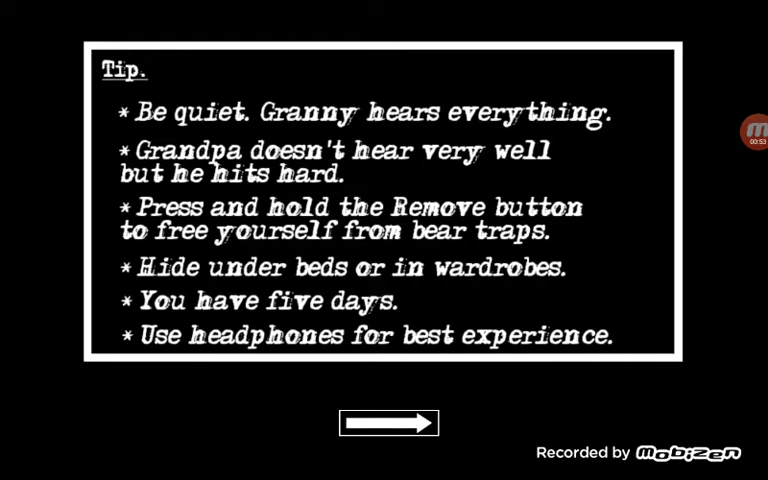 Tip.
* Be quiet. Granny hears everything.
* Grandpa doesn't hear very well
but he hits hard.
* Press and hold the Remove button
to free yourself from bear traps.
* Hide under beds or in wardrobes.
* You have five days.
* Use headphones for best experience.
00:53
Recorded by mobizen